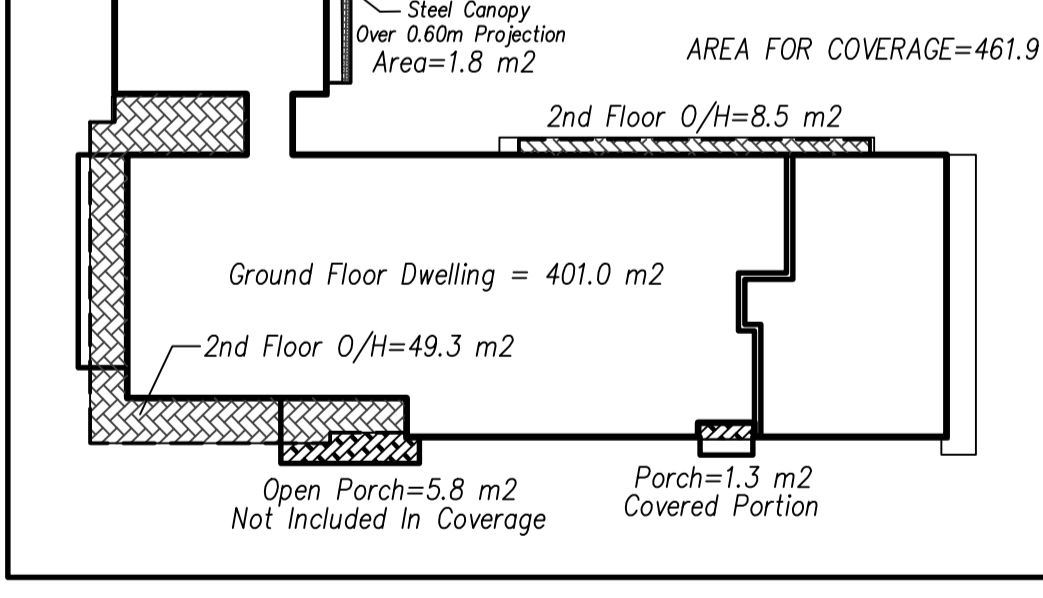 Steel Canopy
Over 0.60m Projection
Area=1.8 m2
AREA FOR COVERAGE=461.9
2nd Floor O/H=8.5 m2
Ground Floor Dwelling = 401.0 m2
2nd Floor O/H=49.3 m2
Open Porch=5.8 m2
Not Included In Coverage
Porch=1.3 m2
Covered Portion